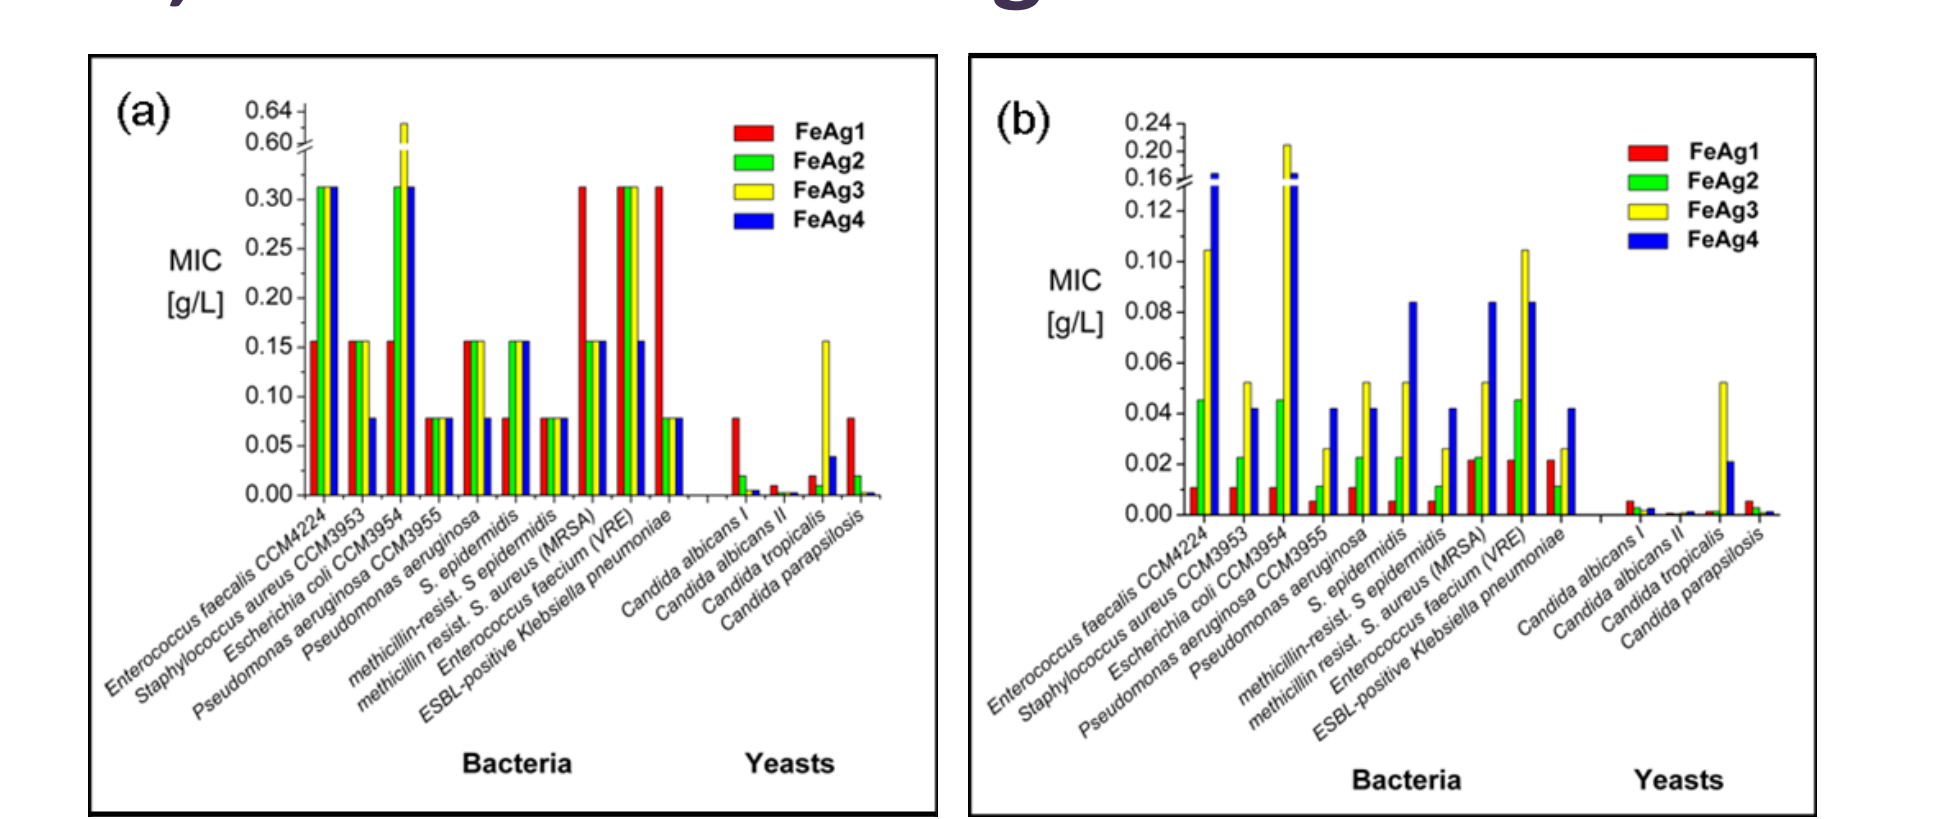 (a)
0.64
0.60
0.30
0.25
0.20
0.15
0.10
0.05
0.00
MIC
[g/L]
FeAg1
FeAg2
FeAg3
FeAg4
Enterococcus faecalis CCM4224
Staphylococcus aureus CCM3953
Escherichia coli CCM3954
Pseudomonas aeruginosa CCM3955
Pseudomonas aeruginosa
S. epidermidis
methicillin-resist. S epidermidis
methicillin resist. S. aureus (MRSA)
Enterococcus faecium (VRE)
ESBL-positive Klebsiella pneumoniae
Candida albicans I
Candida albicans II
Candida tropicalis
Candida parapsilosis
Bacteria
Yeasts
(b)
0.24
0.20
0.16
0.12
0.10
0.08
0.06
0.04
0.02
0.00
MIC
[g/L]
FeAg1
FeAg2
FeAg3
FeAg4
Enterococcus faecalis CCM4224
Staphylococcus aureus CCM3953
Escherichia coli CCM3954
Pseudomonas aeruginosa CCM3955
Pseudomonas aeruginosa
S. epidermidis
methicillin-resist. S epidermidis
methicillin resist. S. aureus (MRSA)
Enterococcus faecium (VRE)
ESBL-positive Klebsiella pneumoniae
Candida albicans I
Candida albicans II
Candida tropicalis
Candida parapsilosis
Bacteria
Yeasts